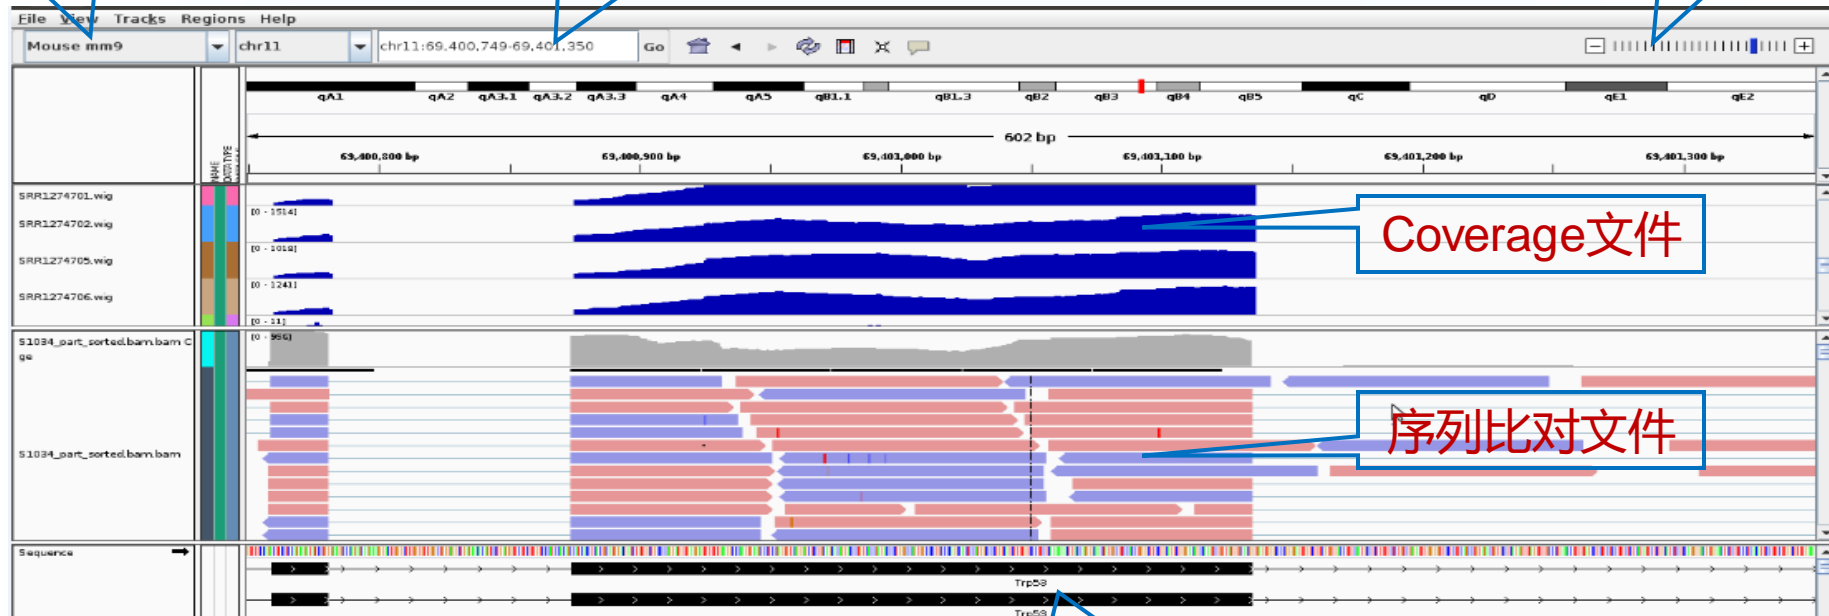 File View Tracks Regions Help
Mouse mm9 chr11 chr11:69,400,749-69,401,350 Go
qA1 qA2 qA3.1 qA3.2 qA3.3 qA4 qA5 qB1.1 qB1.3 qB2 qB3 qB4 qB5 qC qD qE1 qE2
602 bp
69,400,800 bp 69,400,900 bp 69,401,000 bp 69,401,100 bp 69,401,200 bp 69,401,300 bp
NAME
DATA TYPE
SRR1274701.wig
[0 - 1514]
SRR1274702.wig
Coverage文件
[0 - 1018]
SRR1274705.wig
[0 - 1241]
SRR1274706.wig
[0 - 11]
S1034_part_sorted.bam.bam C
ge
[0 - 996]
序列比对文件
S1034_part_sorted.bam.bam
Sequence
Trp53
Trp53